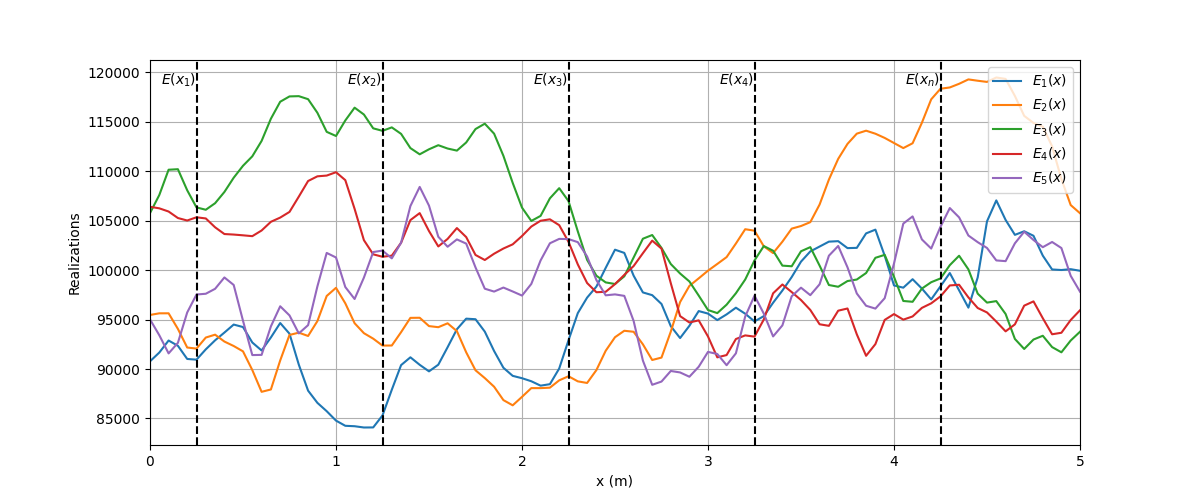 120000
115000
110000
105000
100000
95000
90000
85000
Realizations
E(x₁)
E(x₂)
E(x₃)
E(x₄)
E(xₙ)
E₁(x)
E₂(x)
E₃(x)
E₄(x)
E₅(x)
0 1 2 3 4 5
x (m)